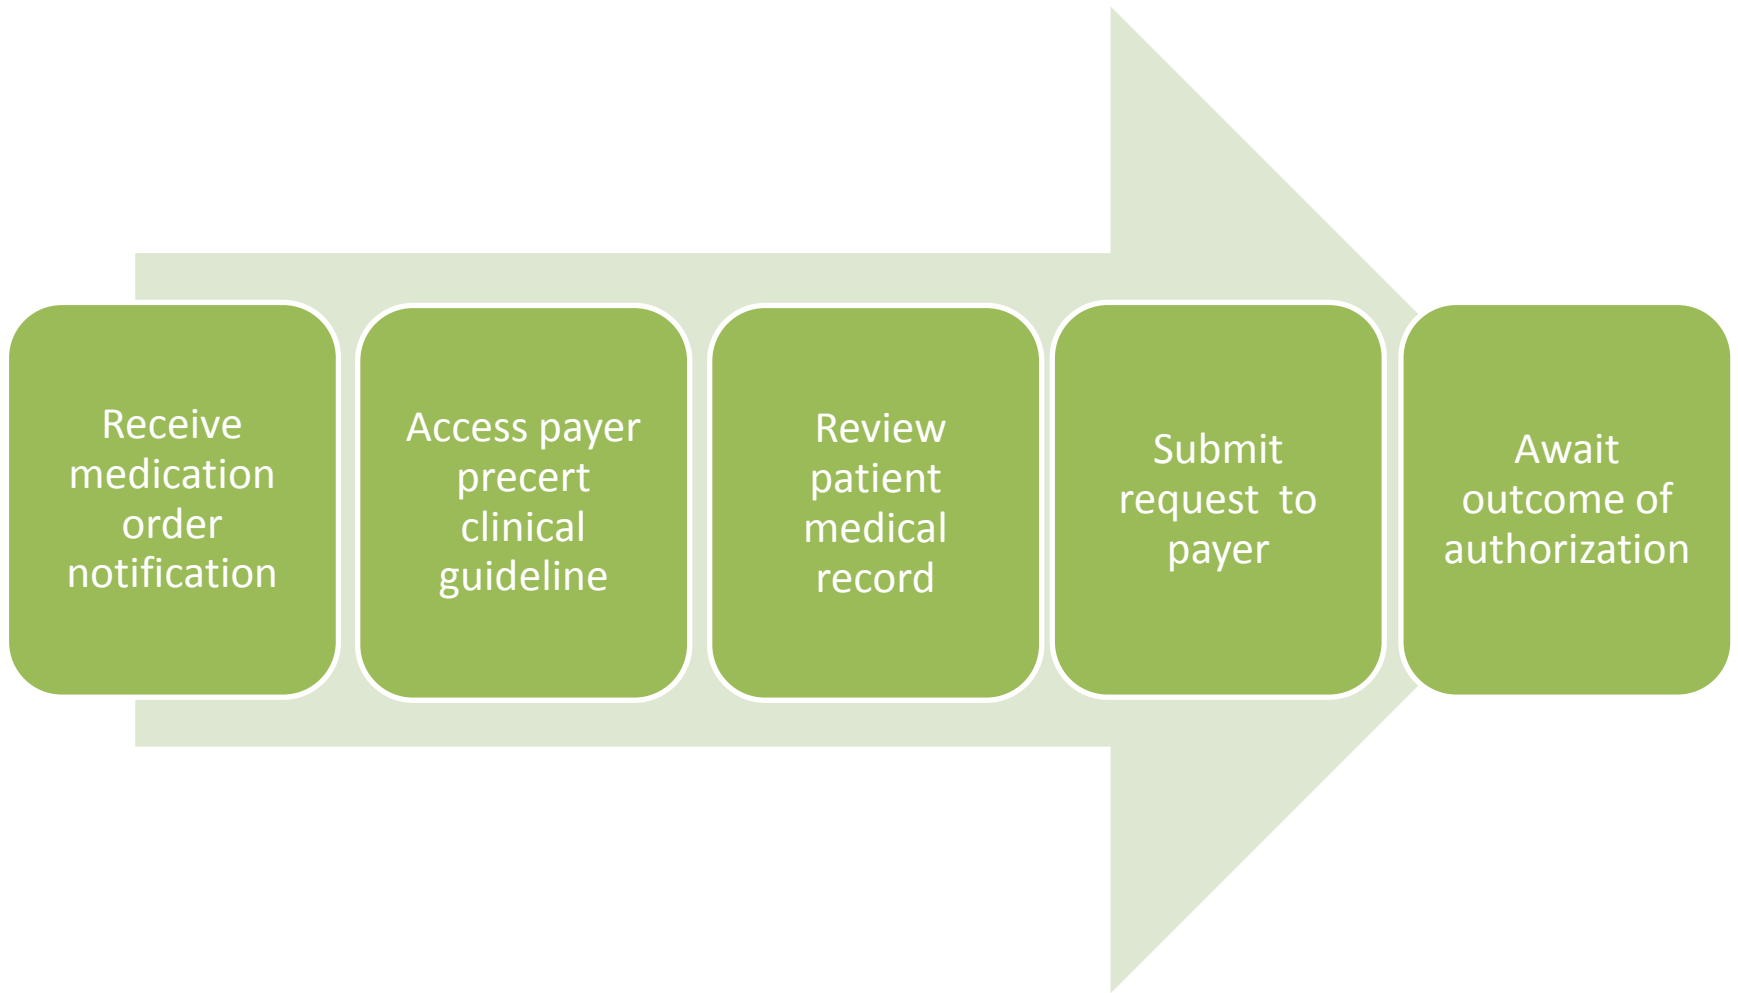 Receive
medication
order
notification
Access payer
precert
clinical
guideline
Review
patient
medical
record
Submit
request  to
payer
Await
outcome of
authorization